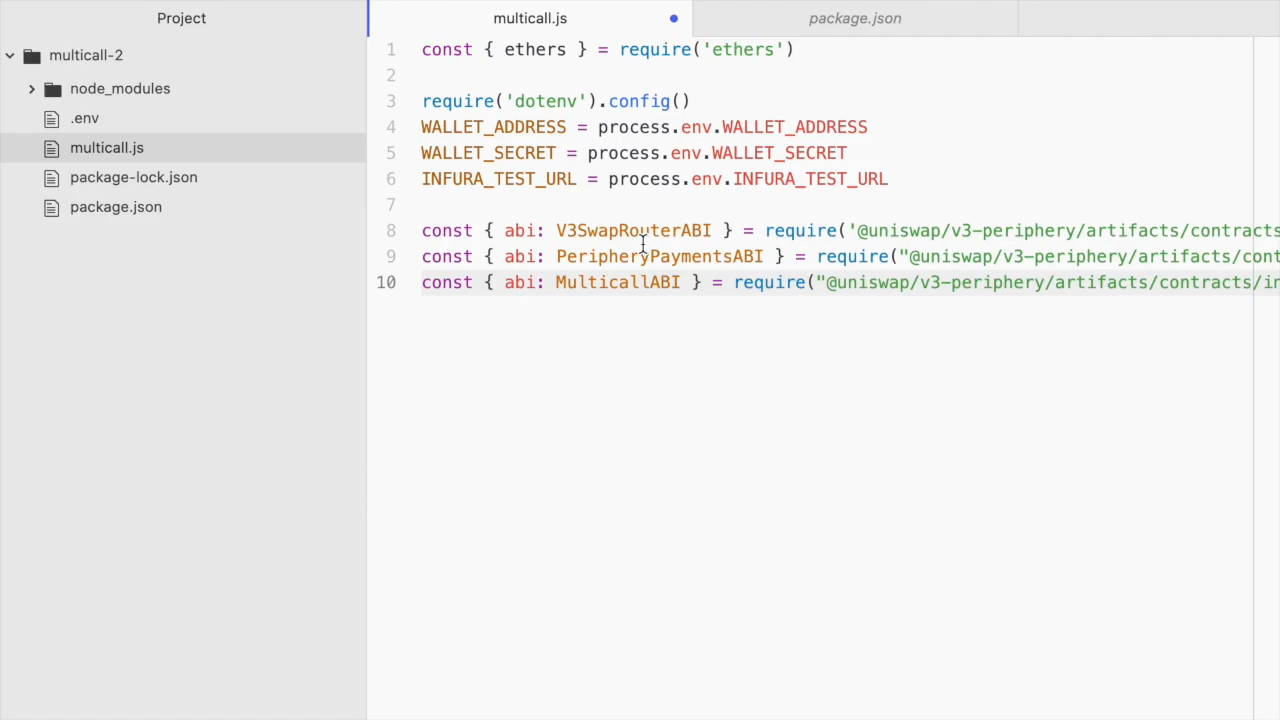 Project
multicall-2
node_modules
.env
multicall.js
package-lock.json
package.json
multicall.js
package.json
1 const { ethers } = require('ethers')
2
3 require('dotenv').config()
4 WALLET_ADDRESS = process.env.WALLET_ADDRESS
5 WALLET_SECRET = process.env.WALLET_SECRET
6 INFURA_TEST_URL = process.env.INFURA_TEST_URL
7
8 const { abi: V3SwapRouterABI } = require('@uniswap/v3-periphery/artifacts/contracts
9 const { abi: PeripheryPaymentsABI } = require("@uniswap/v3-periphery/artifacts/cont
10 const { abi: MulticallABI } = require("@uniswap/v3-periphery/artifacts/contracts/in